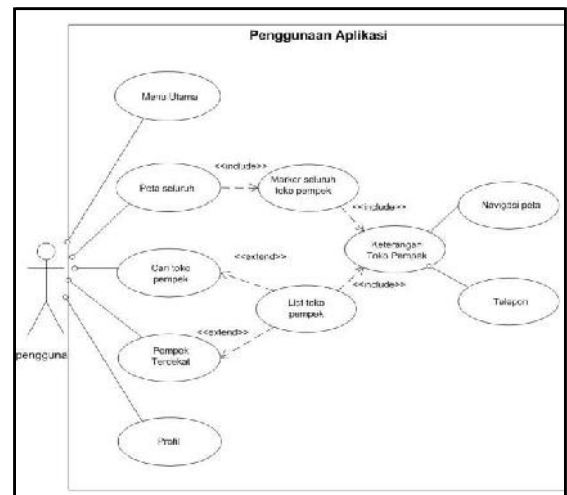 Penggunaan Aplikasi
Menu Utama
<<include>>
Peta seluruh
Marker seluruh
toko pempek
<<include>>
Navigasi peta
Keterangan
Toko Pempek
Cari toko
pempek
<<extend>>
<<include>>
List toko
pempek
Telepon
<<extend>>
pengguna
Pempek
Terdekat
Profil